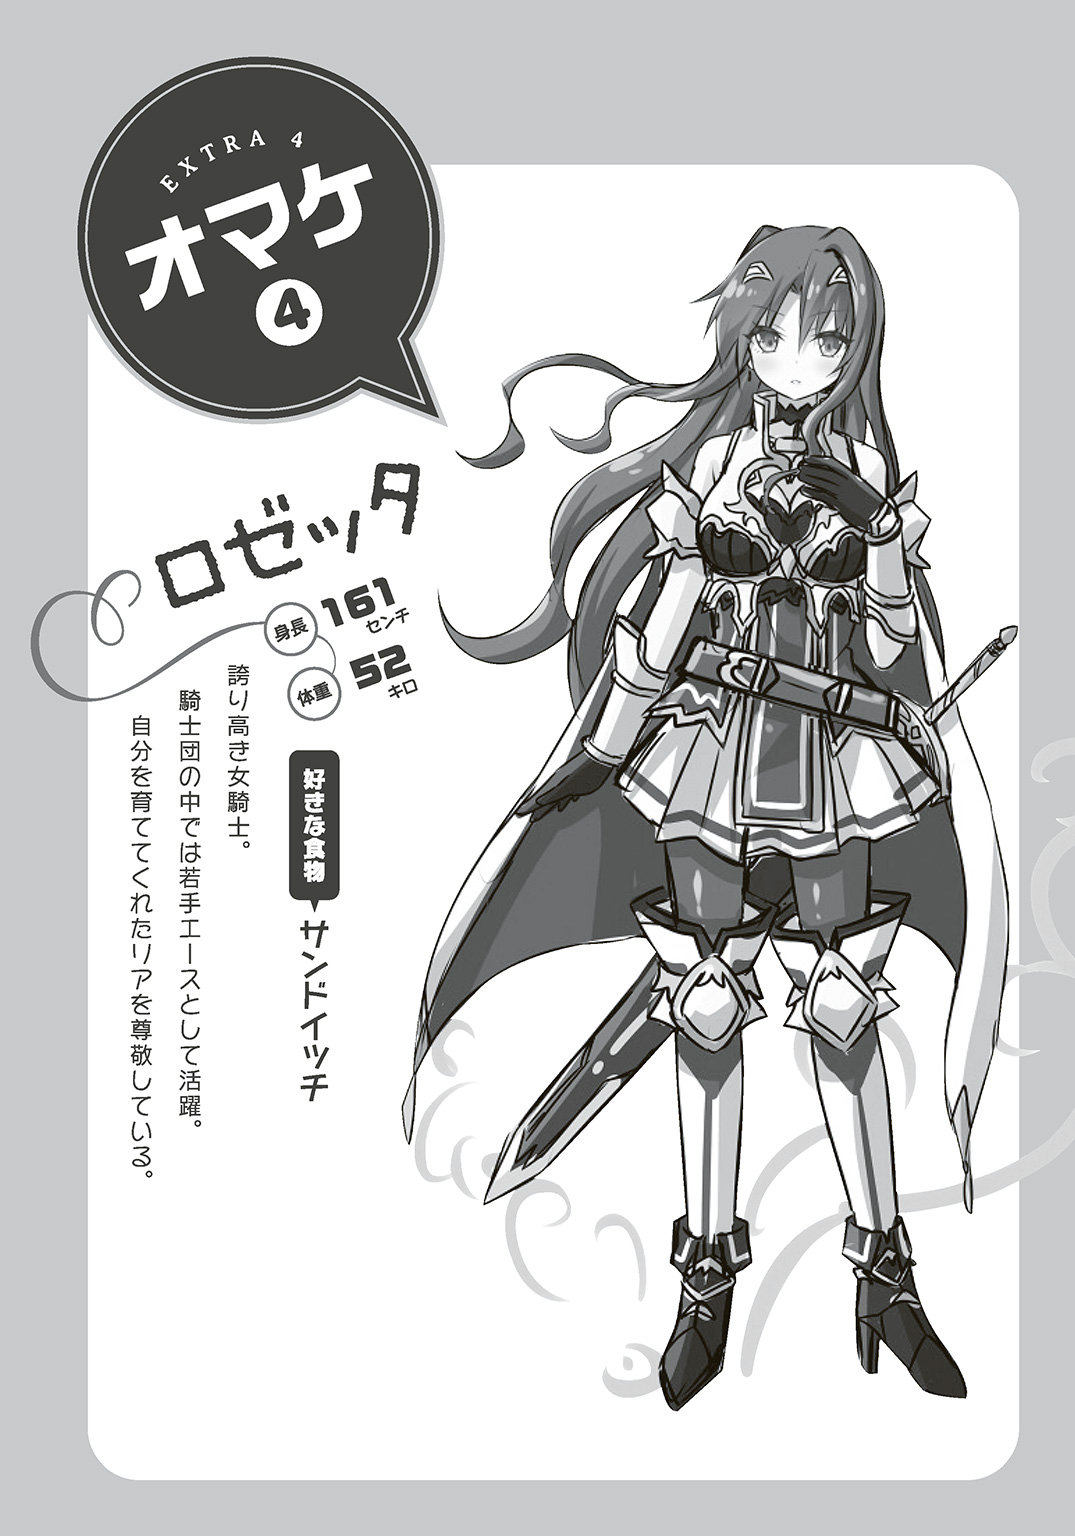 EXTRA 4
オマケ
4
ロゼッタ
身長
161
センチ
体重
52
キロ
好きな食物
サンドイッチ
誇り高き女騎士。
騎士団の中では若手エースとして活躍。
自分を育ててくれたリアを尊敬している。